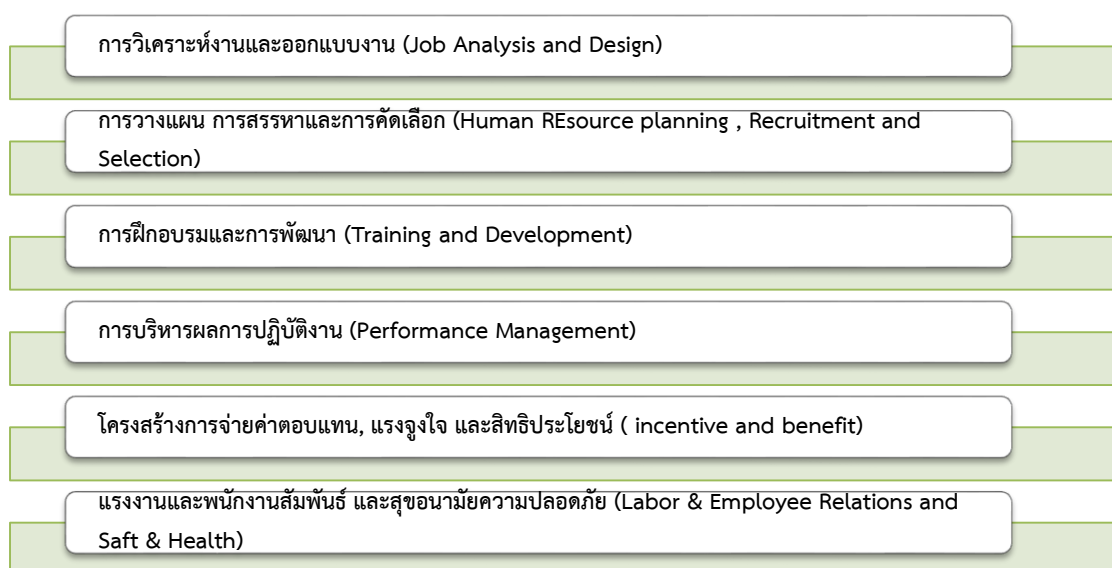 การวิเคราะห์งานและออกแบบงาน (Job Analysis and Design)
การวางแผน การสรรหาและการคัดเลือก (Human REsource planning , Recruitment and
Selection)
การฝึกอบรมและการพัฒนา (Training and Development)
การบริหารผลการปฏิบัติงาน (Performance Management)
โครงสร้างการจ่ายค่าตอบแทน, แรงจูงใจ และสิทธิประโยชน์ ( incentive and benefit)
แรงงานและพนักงานสัมพันธ์ และสุขอนามัยความปลอดภัย (Labor & Employee Relations and
Saft & Health)